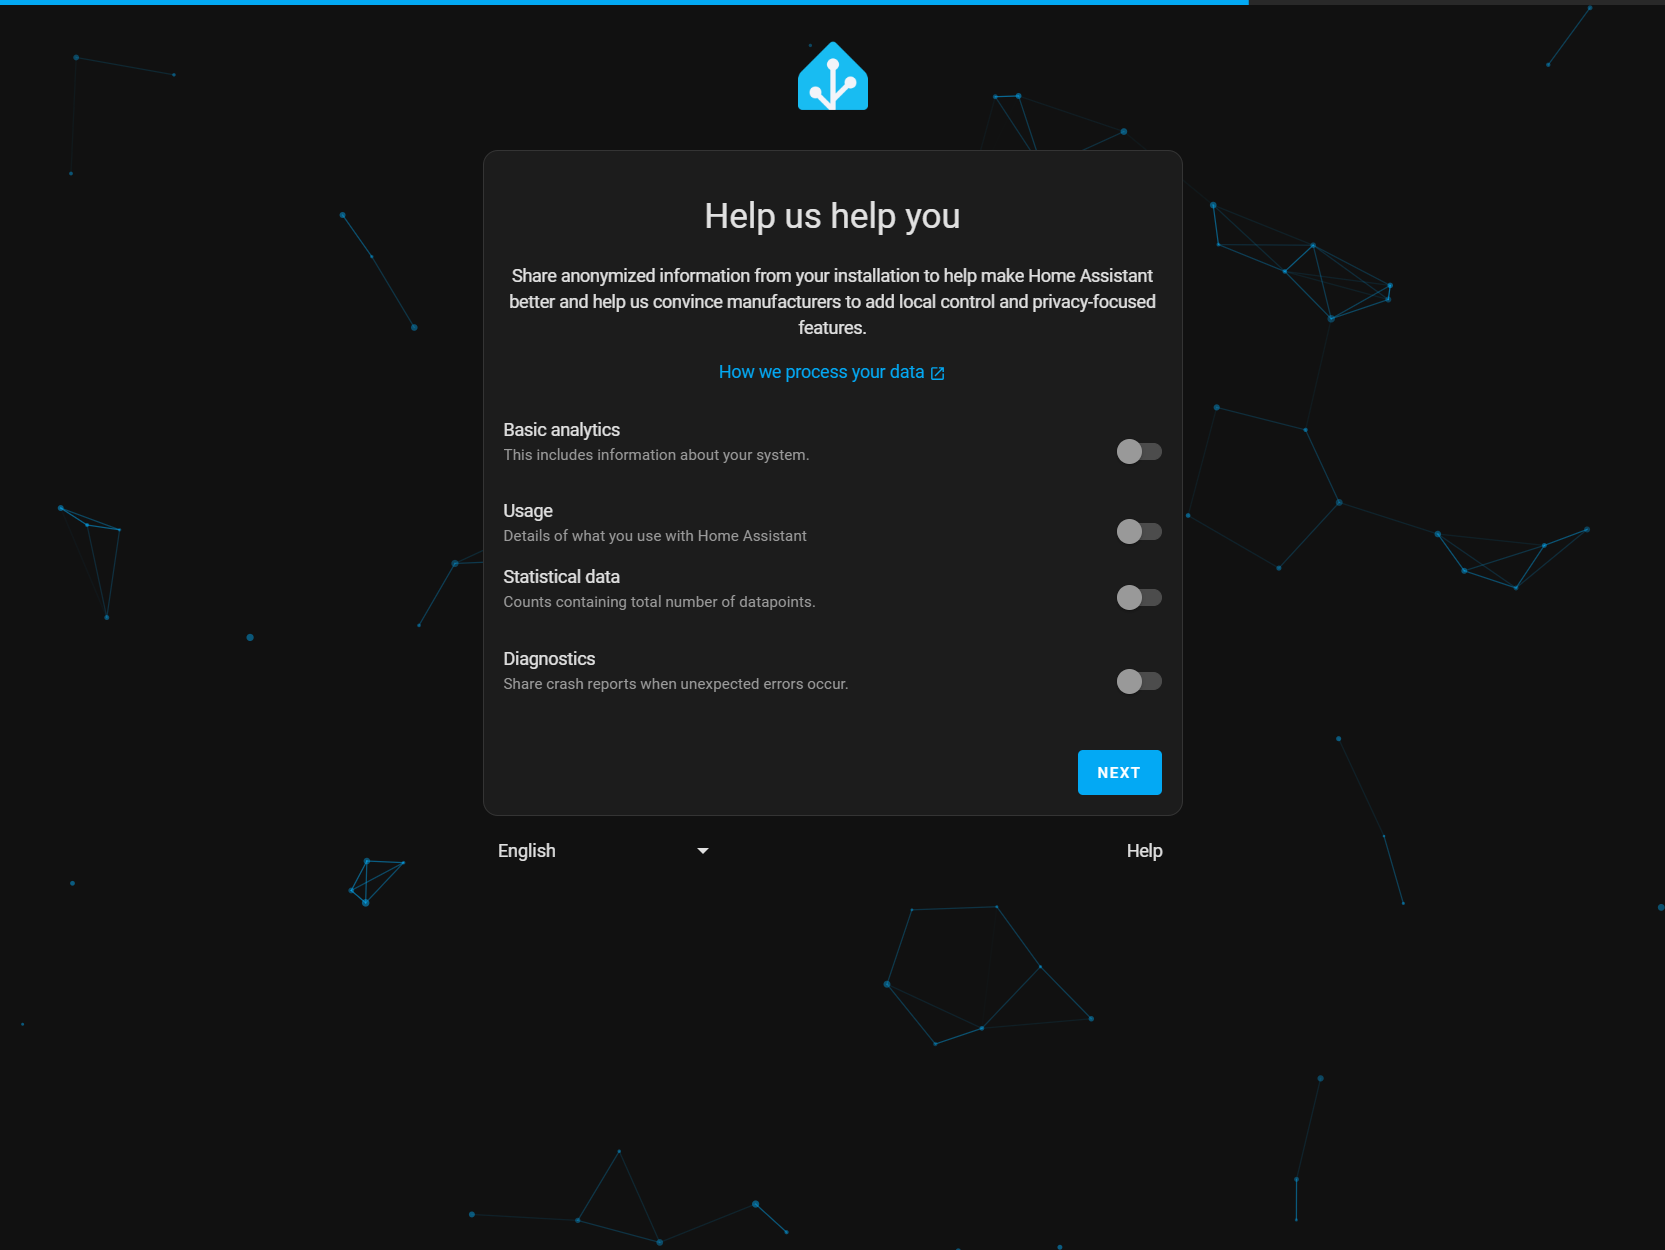 Help us help you
Share anonymized information from your installation to help make Home Assistant
better and help us convince manufacturers to add local control and privacy-focused
features.
How we process your data
Basic analytics
This includes information about your system.
Usage
Details of what you use with Home Assistant
Statistical data
Counts containing total number of datapoints.
Diagnostics
Share crash reports when unexpected errors occur.
NEXT
English
Help